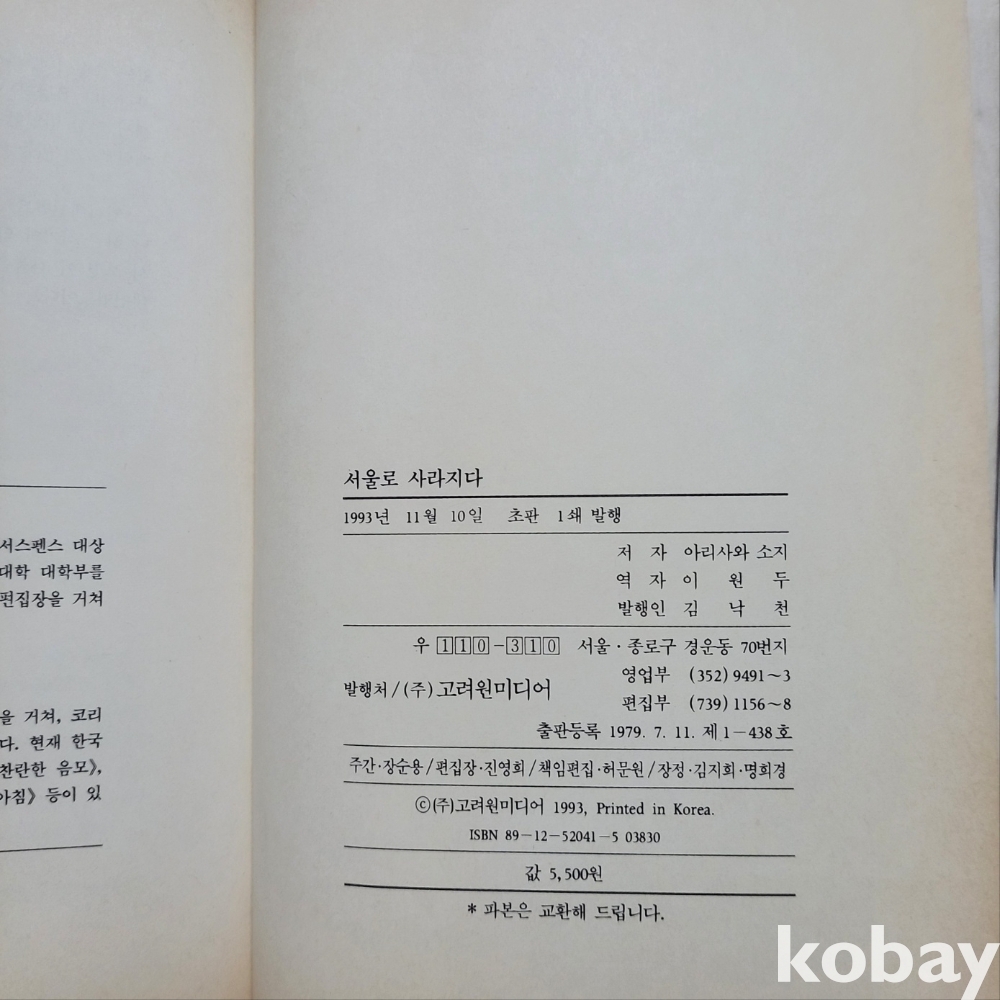 서스펜스 대상
대학 대학부를
편집장을 거쳐
을 거쳐, 코리
다. 현재 한국
찬란한 음모》,
아침》 등이 있
서울로 사라지다
1993년 11월 10일 초판 1쇄 발행
저 자 아리사와 소지
역 자 이 원 두
발행인 김 낙 천
우 110-310 서울·종로구 경운동 70번지
영업부 (352) 9491~3
발행처/(주)고려원미디어
편집부 (739) 1156~8
출판등록 1979. 7. 11. 제 1-438호
주간·장순용/편집장·진영희/책임편집·허문원/장정·김지희·명희경
ⓒ(주)고려원미디어 1993, Printed in Korea.
ISBN 89-12-52041-5 03830
값 5,500원
* 파본은 교환해 드립니다.
kobay